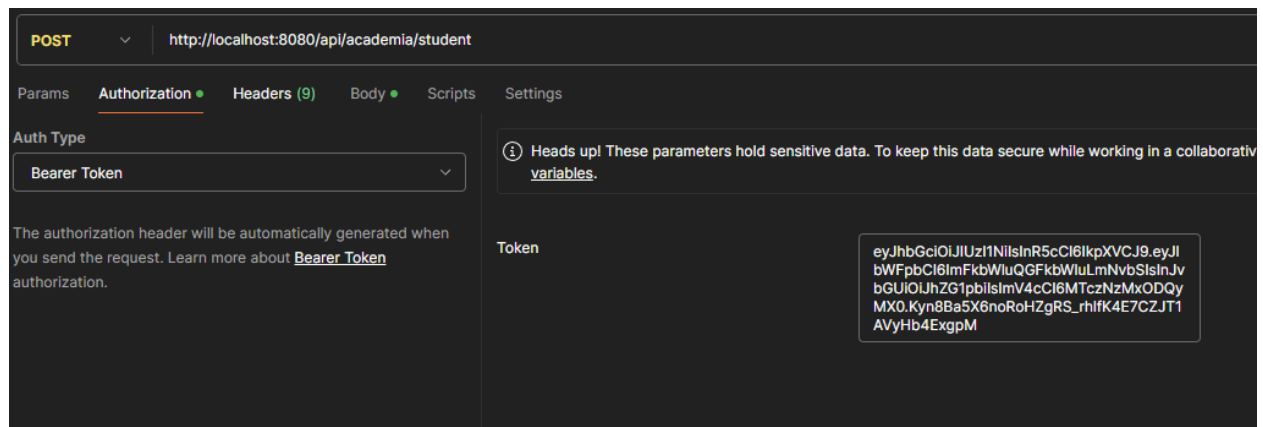 POST http://localhost:8080/api/academia/student
Params Authorization Headers (9) Body Scripts Settings
Auth Type
Bearer Token
The authorization header will be automatically generated when
you send the request. Learn more about Bearer Token
authorization.
Heads up! These parameters hold sensitive data. To keep this data secure while working in a collaborativ
variables.
Token
eyJhbGciOiJIUzI1NiIsInR5cCI6IkpXVCJ9.eyJl
bWFpbCI6ImFkbWluQGFkbWluLmNvbSIsInJv
bGUiOiJhZG1pbiIsImV4cCI6MTczNzMxODQy
MX0.Kyn8Ba5X6noRoHZgRS_rhlfK4E7CZJT1
AVyHb4ExgpM